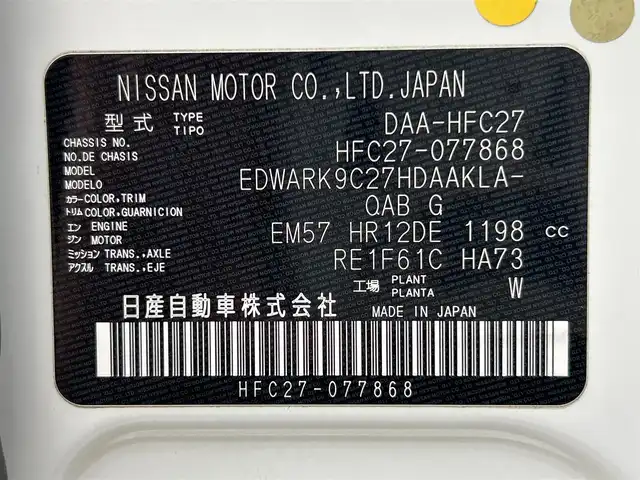 NISSAN MOTOR CO.,LTD.JAPAN
型式 TYPE TIPO DAA-HFC27
CHASSIS NO.
NO.DE CHASIS HFC27-077868
MODEL
MODELO EDWARK9C27HDAAKLA-
カラー COLOR,TRIM
トリム COLOR,GUARNICION QAB G
エン ENGINE
ジン MOTOR EM57 HR12DE 1198 cc
ミッション TRANS.,AXLE
アクスル TRANS.,EJE RE1F61C HA73
工場 PLANT PLANTA W
日産自動車株式会社 MADE IN JAPAN
HFC27-077868